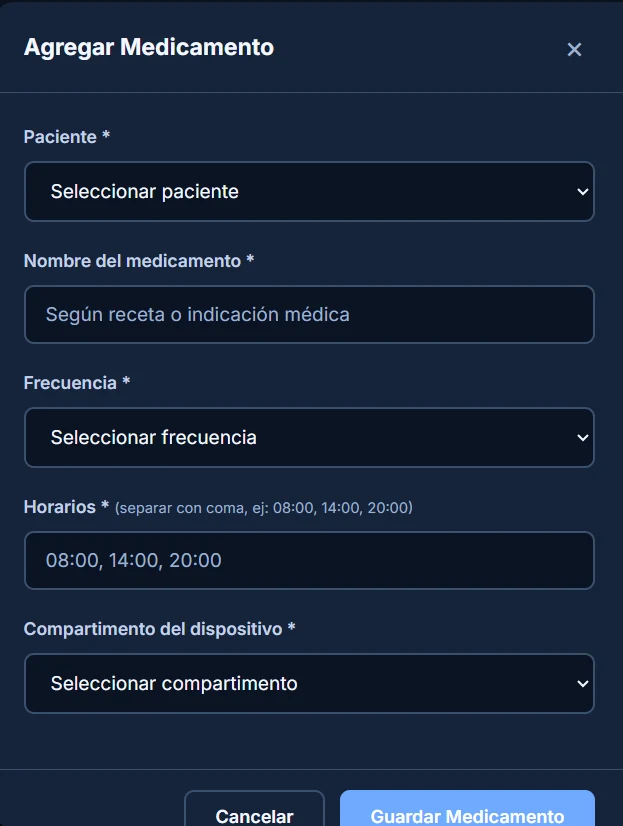 Agregar Medicamento ×
Paciente *
Seleccionar paciente
Nombre del medicamento *
Según receta o indicación médica
Frecuencia *
Seleccionar frecuencia
Horarios * (separar con coma, ej: 08:00, 14:00, 20:00)
08:00, 14:00, 20:00
Compartimento del dispositivo *
Seleccionar compartimento
Cancelar Guardar Medicamento